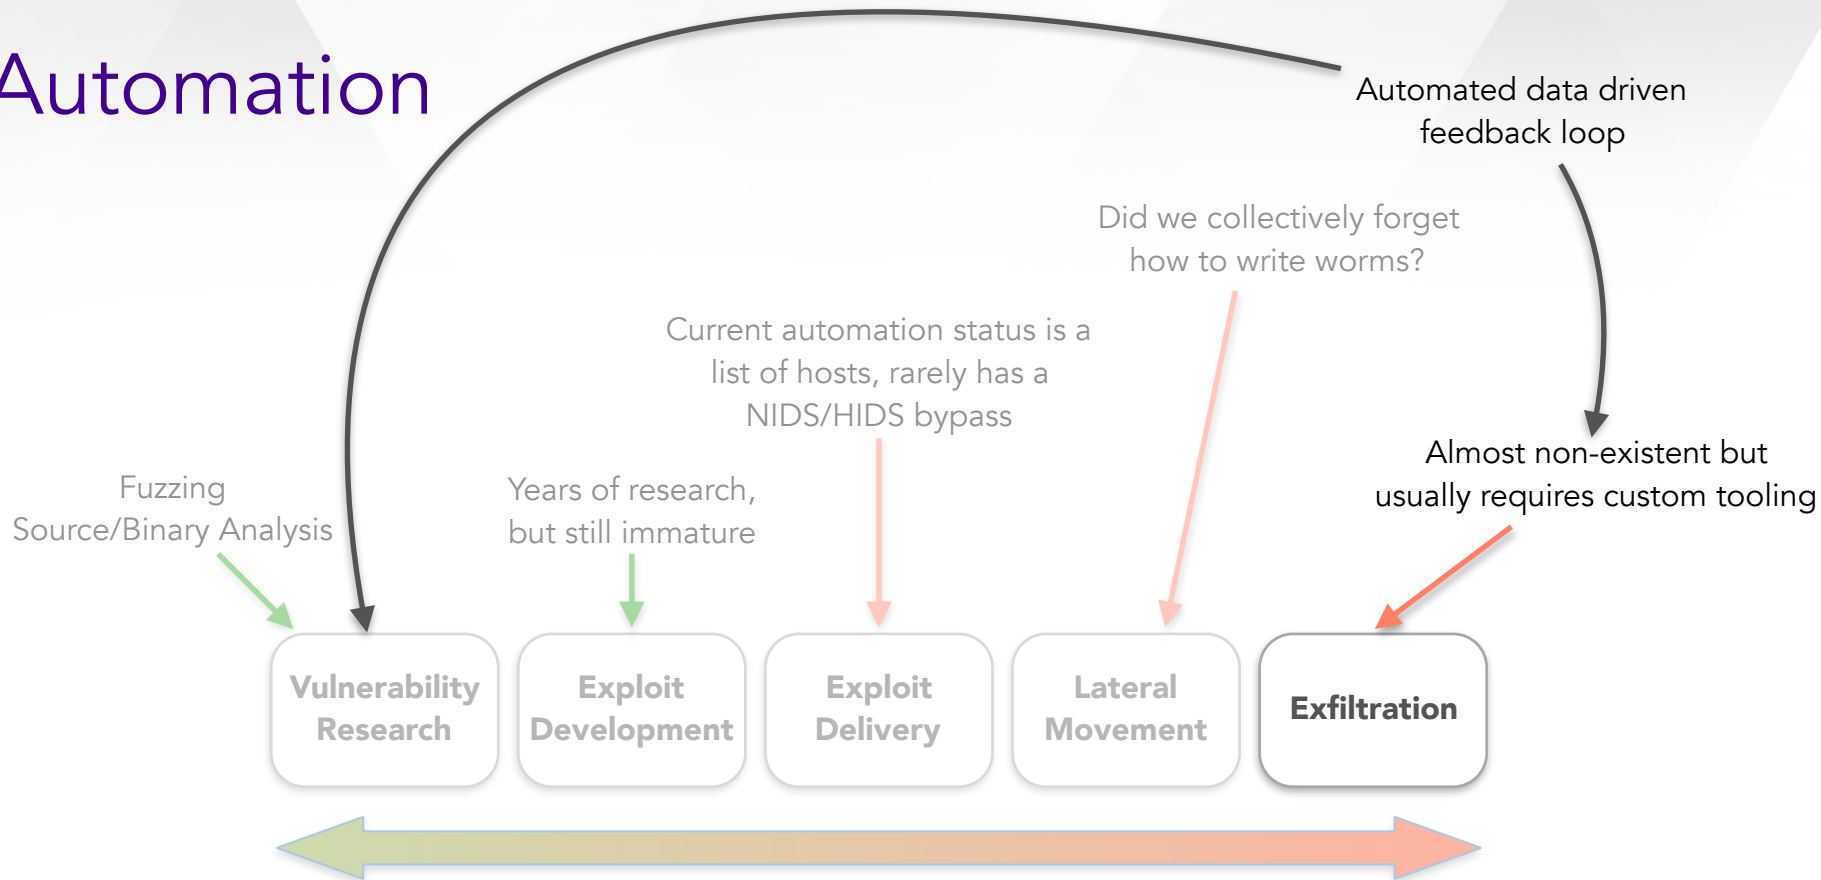 Automation
Automated data driven
feedback loop
Did we collectively forget
how to write worms?
Current automation status is a
list of hosts, rarely has a
NIDS/HIDS bypass
Almost non-existent but
usually requires custom tooling
Fuzzing
Source/Binary Analysis
Years of research,
but still immature
Vulnerability
Research
Exploit
Development
Exploit
Delivery
Lateral
Movement
Exfiltration